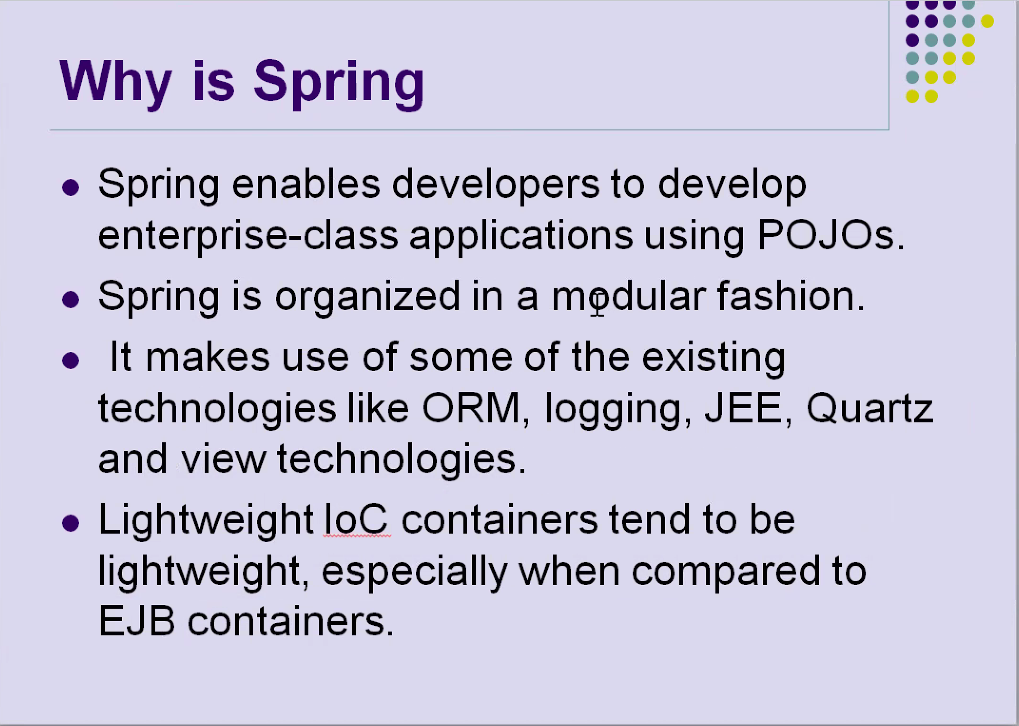 Why is Spring
Spring enables developers to develop
enterprise-class applications using POJOs.
Spring is organized in a modular fashion.
It makes use of some of the existing
technologies like ORM, logging, JEE, Quartz
and view technologies.
Lightweight IoC containers tend to be
lightweight, especially when compared to
EJB containers.